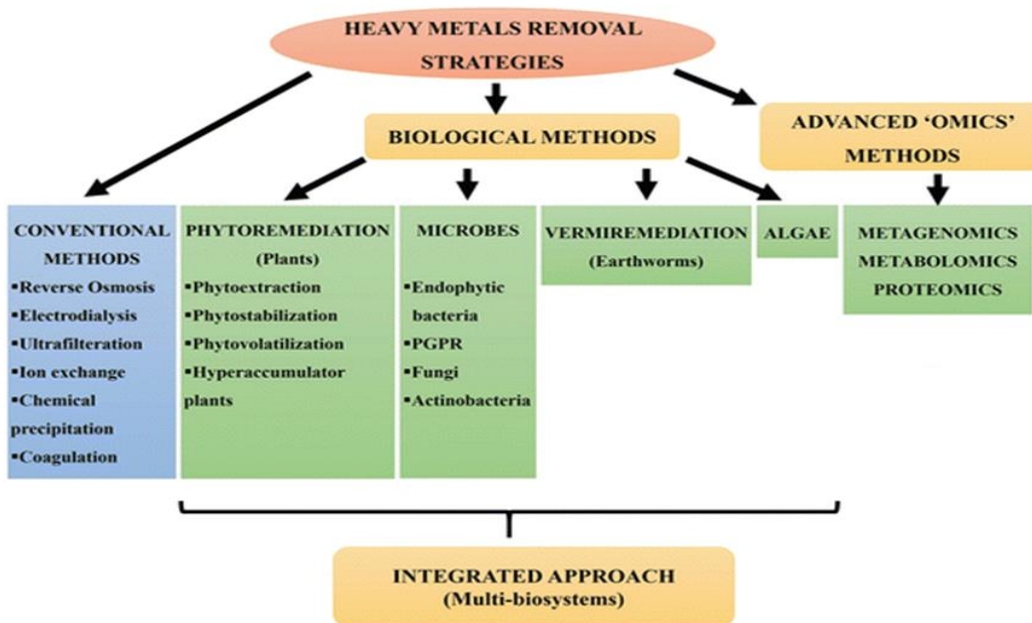 HEAVY METALS REMOVAL
STRATEGIES
BIOLOGICAL METHODS
ADVANCED ‘OMICS’
METHODS
CONVENTIONAL
METHODS
▪Reverse Osmosis
▪Electrodialysis
▪Ultrafilteration
▪Ion exchange
▪Chemical
precipitation
▪Coagulation
PHYTOREMEDIATION
(Plants)
▪Phytoextraction
▪Phytostabilization
▪Phytovolatilization
▪Hyperaccumulator
plants
MICROBES
▪Endophytic
bacteria
▪PGPR
▪Fungi
▪Actinobacteria
VERMIREMEDIATION
(Earthworms)
ALGAE
METAGENOMICS
METABOLOMICS
PROTEOMICS
INTEGRATED APPROACH
(Multi-biosystems)